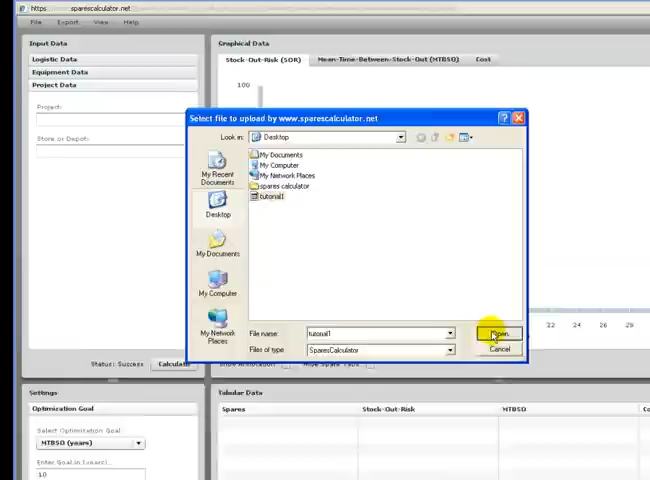 https
sparescalculator.net
File Export View Help
Input Data
Graphical Data
Logistic Data
Equipment Data
Project Data
Stock-Out-Risk (SOR) Mean-Time-Between-Stock-Out (MTBSO) Cost
100
Project:
Store or Depot:
Select file to upload by www.sparescalculator.net
Look in: Desktop
My Recent Documents
Desktop
My Documents
My Computer
My Network Places
My Documents
My Computer
My Network Places
spares calculator
tutorial1
File name: tutorial1
Open
Files of type SparesCalculator
Cancel
22 24 26 28
Status: Success Calculate
Show Annotation Hide Spare Tabs
Settings
Tabular Data
Optimization Goal
Spares Stock-Out-Risk MTBSO
Select Optimization Goal
MTBSO (years)
Enter Goal in (years)
10